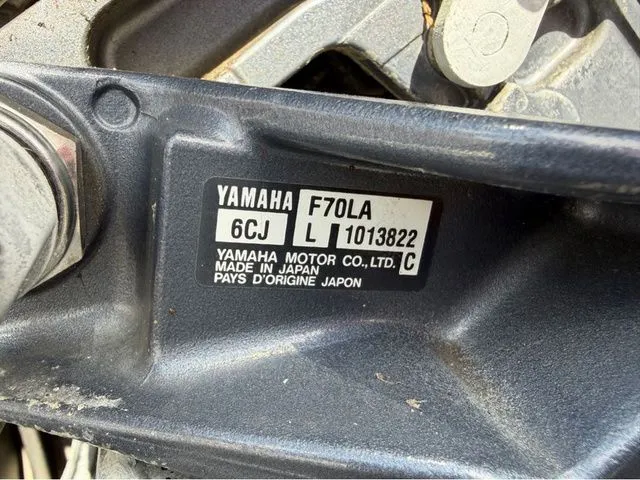 YAMAHA F70LA
6CJ L 1013822
YAMAHA MOTOR CO., LTD. C
MADE IN JAPAN
PAYS D'ORIGINE JAPON